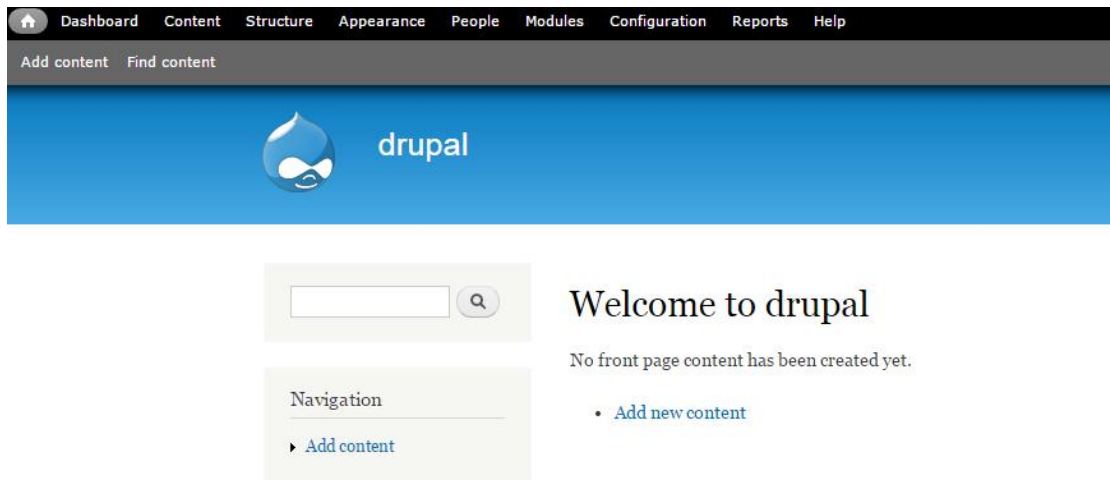 Dashboard Content Structure Appearance People Modules Configuration Reports Help
Add content Find content
drupal
Welcome to drupal
No front page content has been created yet.
Add new content
Navigation
Add content